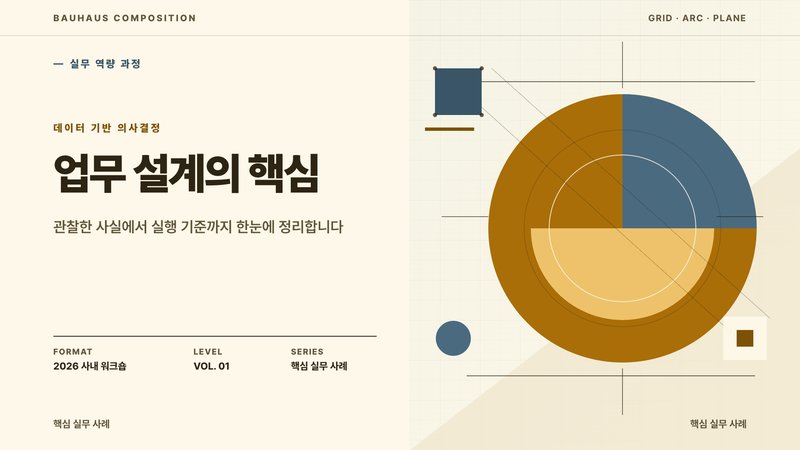 BAUHAUS COMPOSITION
GRID · ARC · PLANE
— 실무 역량 과정
데이터 기반 의사결정
업무 설계의 핵심
관찰한 사실에서 실행 기준까지 한눈에 정리합니다
FORMAT
2026 사내 워크숍
LEVEL
VOL. 01
SERIES
핵심 실무 사례
핵심 실무 사례
핵심 실무 사례